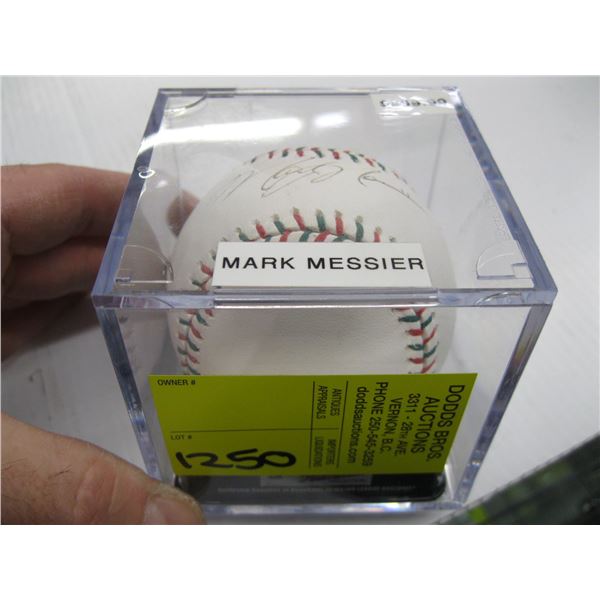 MARK MESSIER
OWNER #
LOT #
1250
ANTIQUES
APPRAISALS
IMPORTERS
LIQUIDATIONS
DODDS BROS.
AUCTIONS
3311 - 28TH AVE.
VERNON, B.C.
PHONE 250-545-3259
doddsauctions.com